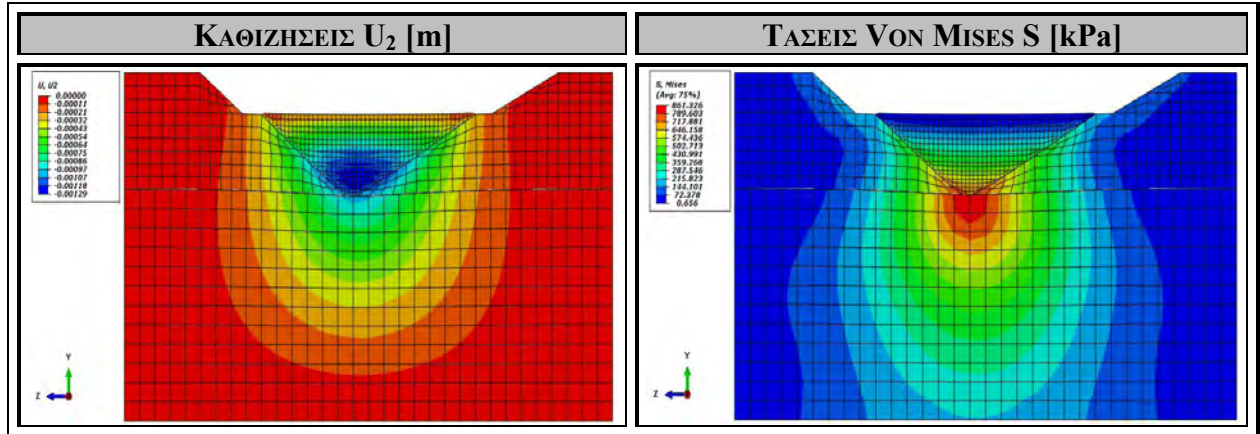 ΚΑΘΙΖΗΣΕΙΣ U2 [m]
ΤΑΣΕΙΣ VON MISES S [kPa]
U, U2
0.00000
-0.00011
-0.00021
-0.00032
-0.00043
-0.00054
-0.00064
-0.00075
-0.00086
-0.00097
-0.00107
-0.00118
-0.00129
Y
Z
S, Mises
(Avg: 75%)
861.326
789.603
717.881
646.158
574.436
502.713
430.991
359.268
287.546
215.823
144.101
72.378
0.656
Y
Z